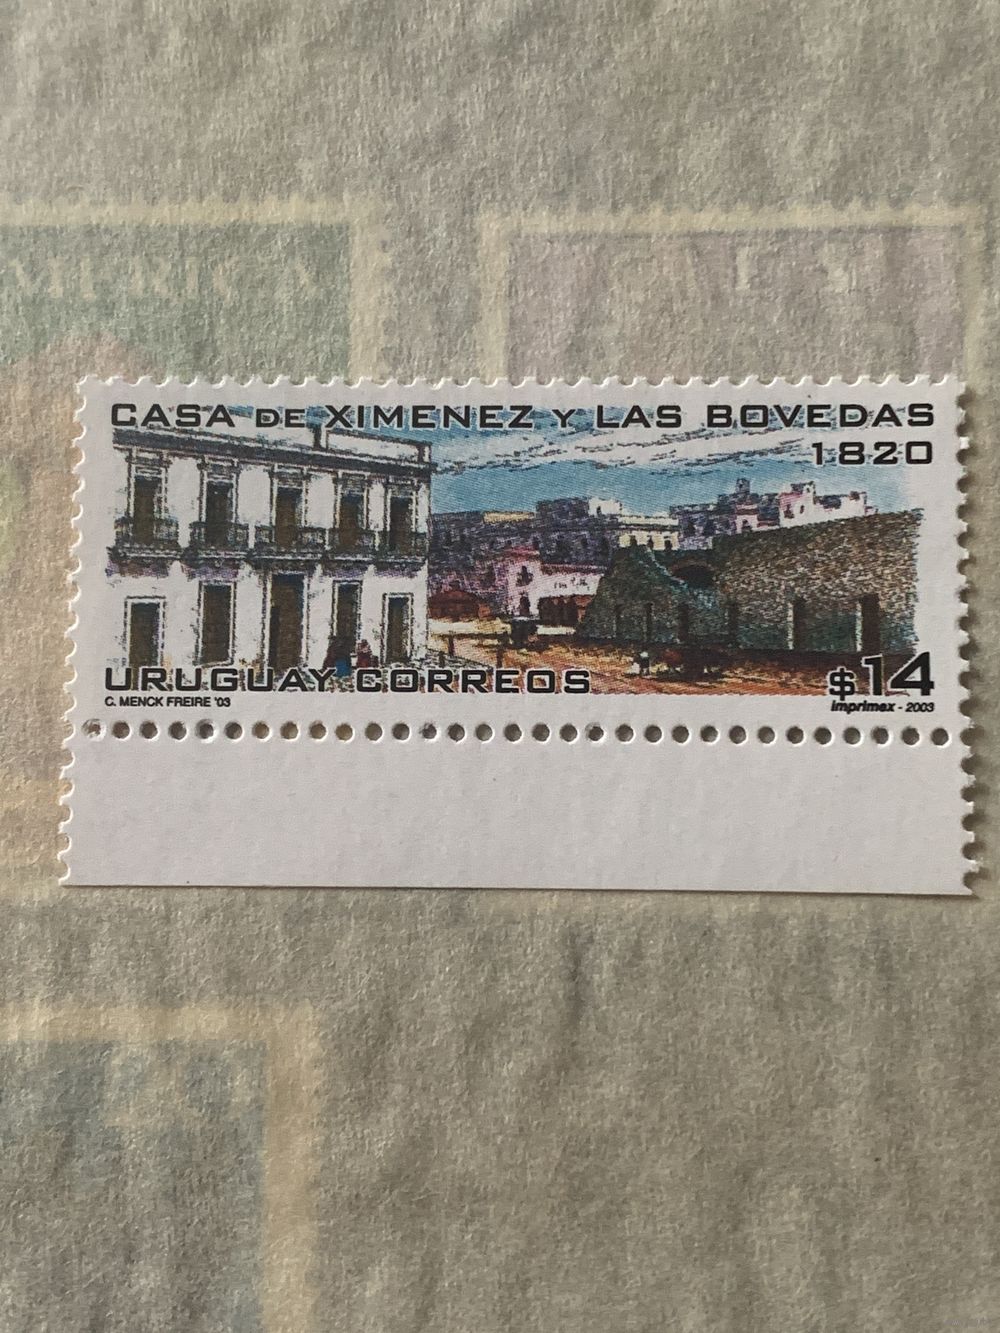 CASA DE XIMENEZ Y LAS BOVEDAS
1820
URUGUAY CORREOS
$14
C. MENCK FREIRE '03
imprimex - 2003